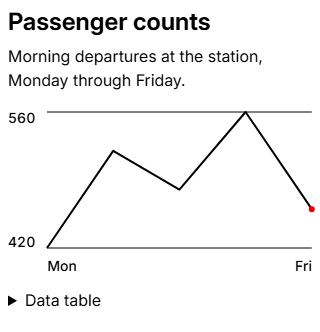 Passenger counts
Morning departures at the station,
Monday through Friday.
560
420
Mon Fri
Data table